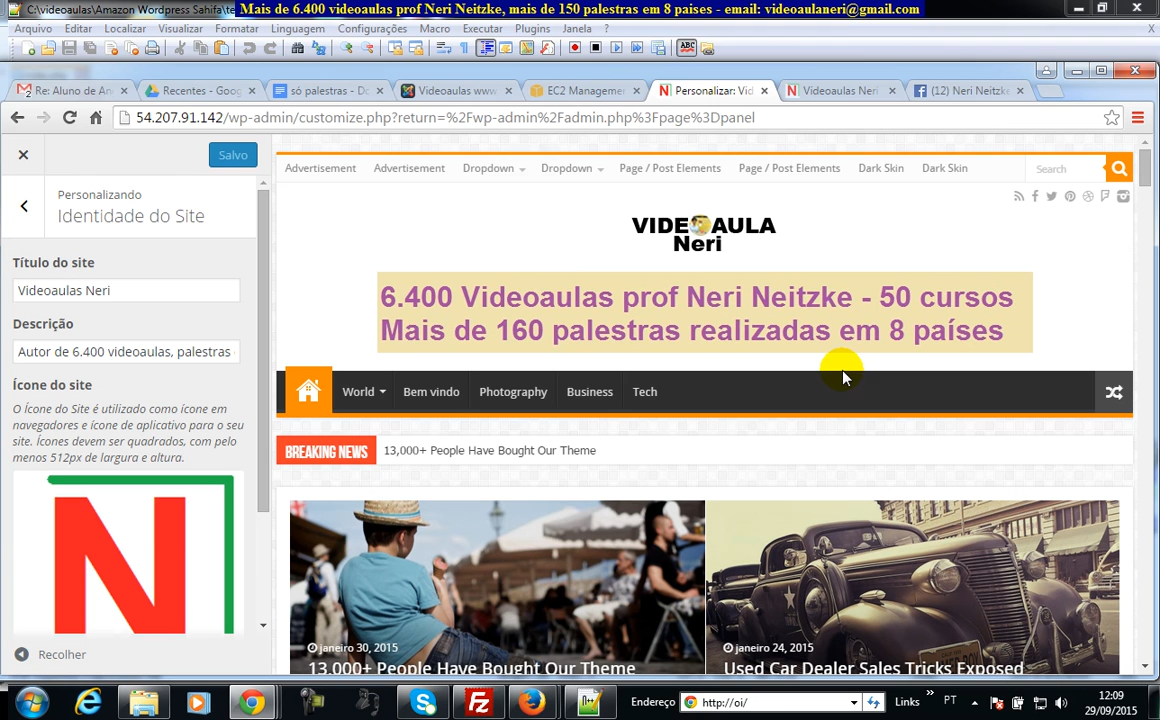 C:\videoaulas\Amazon Wordpress Sahifa\te
Mais de 6.400 videoaulas prof Neri Neitzke, mais de 150 palestras em 8 paises - email: videoaulaneri@gmail.com
Arquivo Editar Localizar Visualizar Formatar Linguagem Configurações Macro Executar Plugins Janela ? X
ABC
Re: Aluno de An
Recentes - Goog
só palestras - Do
Videoaulas www
EC2 Managemen
Personalizar: Vid
Videoaulas Neri
(12) Neri Neitzke
54.207.91.142/wp-admin/customize.php?return=%2Fwp-admin%2Fadmin.php%3Fpage%3Dpanel
Salvo
Personalizando
Identidade do Site
Título do site
Videoaulas Neri
Descrição
Autor de 6.400 videoaulas, palestras
Ícone do site
O Ícone do Site é utilizado como ícone em
navegadores e ícone de aplicativo para o seu
site. Ícones devem ser quadrados, com pelo
menos 512px de largura e altura.
N
Recolher
Advertisement Advertisement Dropdown Dropdown Page / Post Elements Page / Post Elements Dark Skin Dark Skin Search
VIDEOAULA
Neri
6.400 Videoaulas prof Neri Neitzke - 50 cursos
Mais de 160 palestras realizadas em 8 países
World Bem vindo Photography Business Tech
BREAKING NEWS 13,000+ People Have Bought Our Theme
janeiro 30, 2015
13,000+ People Have Bought Our Theme
janeiro 24, 2015
Used Car Dealer Sales Tricks Exposed
Endereço http://oi/ Links » PT
12:09
29/09/2015